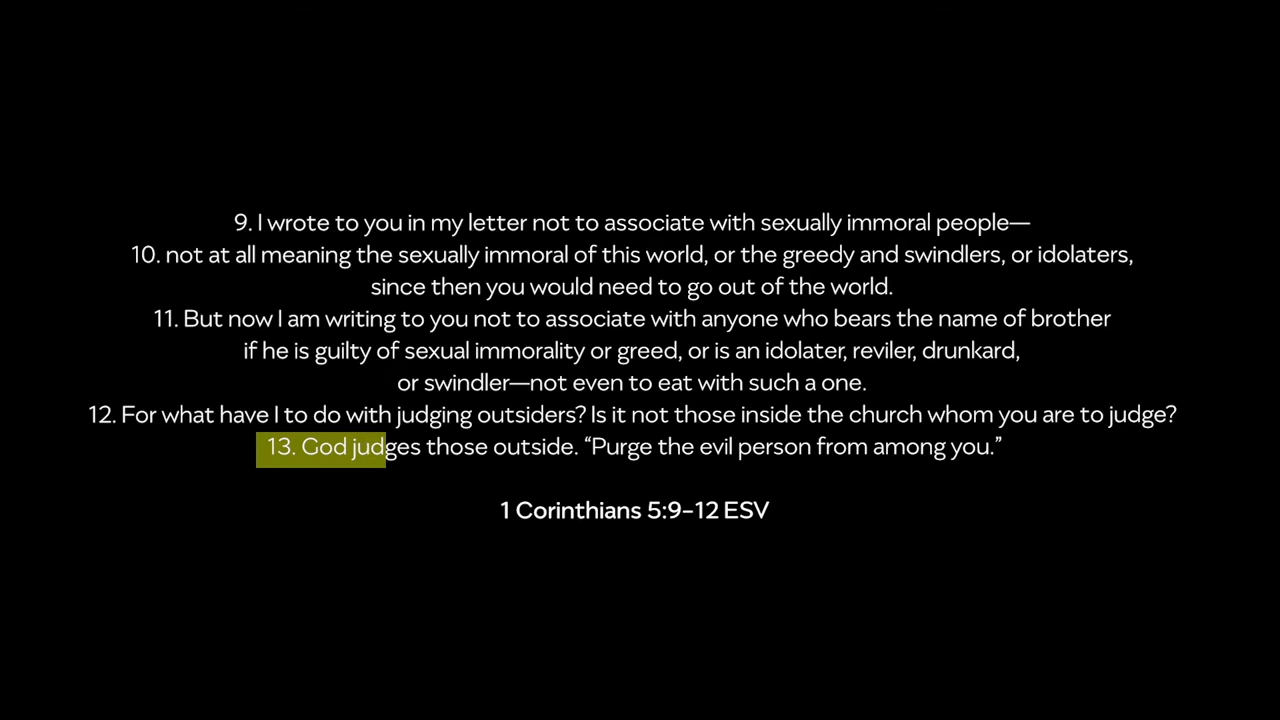 9. I wrote to you in my letter not to associate with sexually immoral people—
10. not at all meaning the sexually immoral of this world, or the greedy and swindlers, or idolaters,
since then you would need to go out of the world.
11. But now I am writing to you not to associate with anyone who bears the name of brother
if he is guilty of sexual immorality or greed, or is an idolater, reviler, drunkard,
or swindler—not even to eat with such a one.
12. For what have I to do with judging outsiders? Is it not those inside the church whom you are to judge?
13. God judges those outside. “Purge the evil person from among you.”
1 Corinthians 5:9–12 ESV